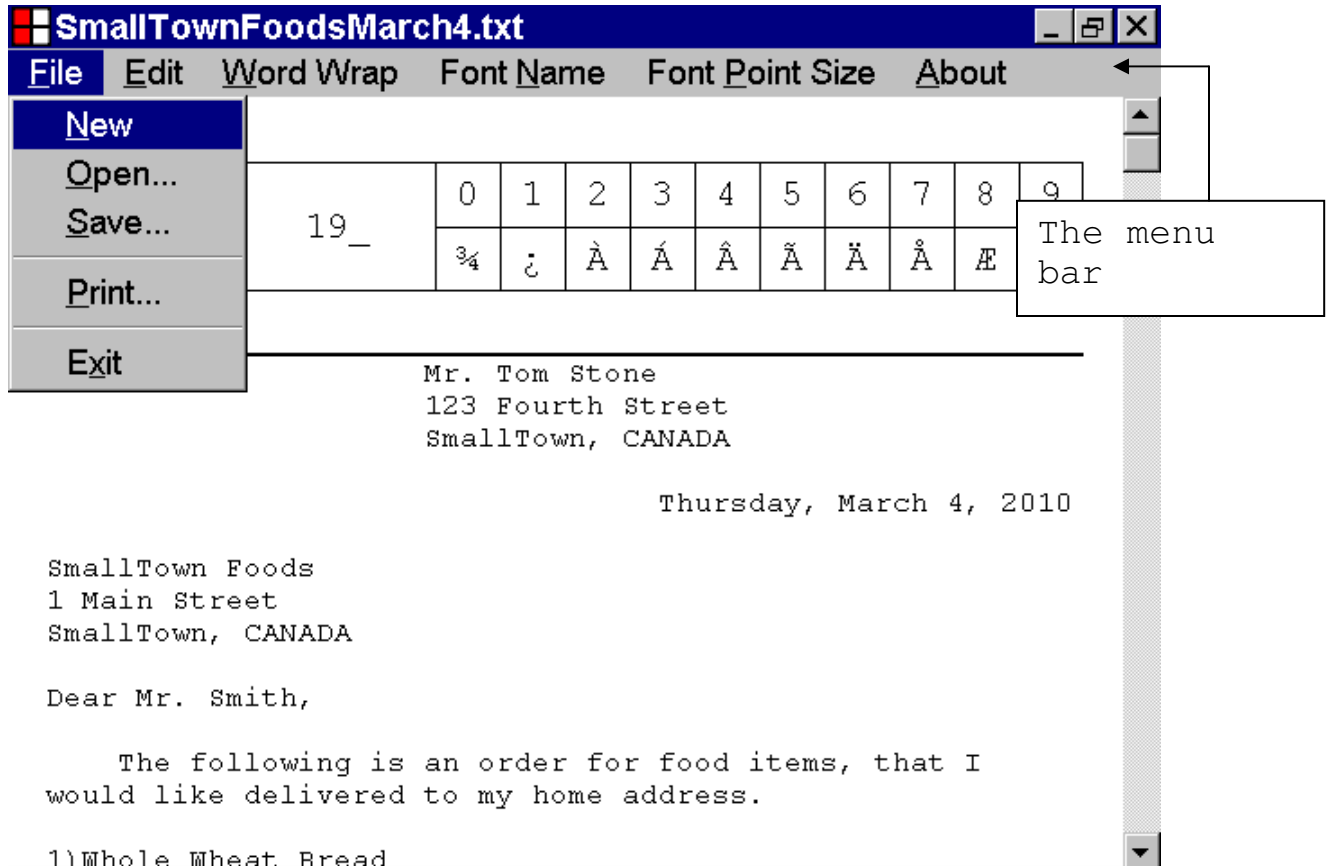 SmallTownFoodsMarch4.txt
File Edit Word Wrap Font Name Font Point Size About
New
Open...
Save...
Print...
Exit
19_
0 1 2 3 4 5 6 7 8 9
¾ ¿ À Á Â Ã Ä Å Æ
The menu
bar
Mr. Tom Stone
123 Fourth Street
SmallTown, CANADA
Thursday, March 4, 2010
SmallTown Foods
1 Main Street
SmallTown, CANADA
Dear Mr. Smith,
The following is an order for food items, that I
would like delivered to my home address.
1)Whole Wheat Bread